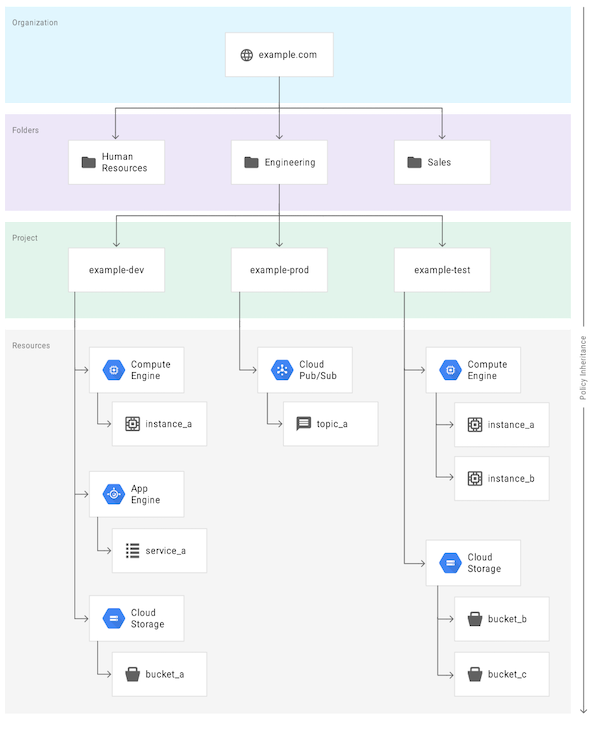 Organization
example.com
Folders
Human
Resources
Engineering
Sales
Project
example-dev
example-prod
example-test
Resources
Compute
Engine
instance_a
App
Engine
service_a
Cloud
Storage
bucket_a
Cloud
Pub/Sub
topic_a
Compute
Engine
instance_a
instance_b
Cloud
Storage
bucket_b
bucket_c
Policy Inheritance